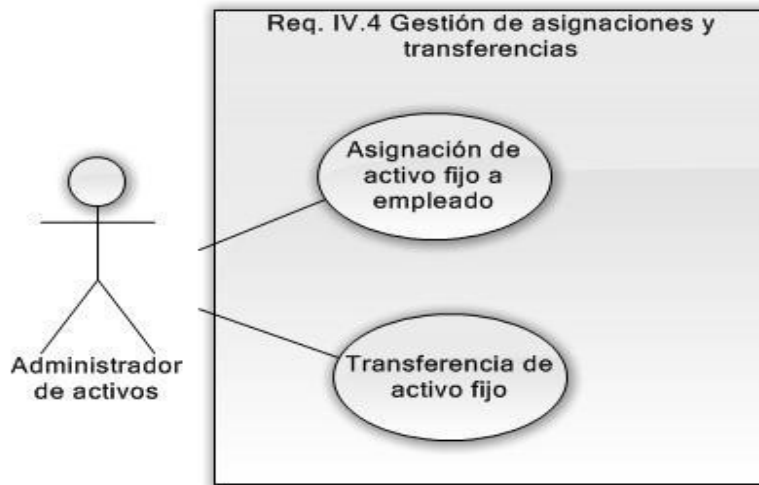 Req. IV.4 Gestión de asignaciones y
transferencias
Asignación de
activo fijo a
empleado
Administrador
de activos
Transferencia de
activo fijo